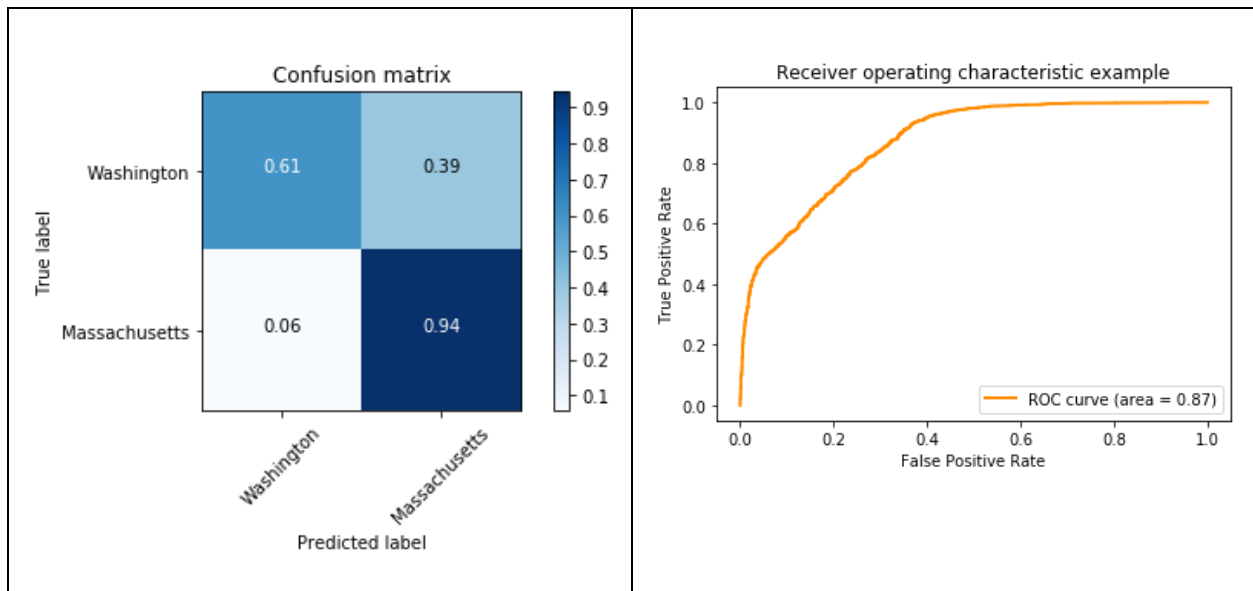 Confusion matrix
True label
Washington
Massachusetts
0.61
0.39
0.06
0.94
Washington
Massachusetts
Predicted label
0.9
0.8
0.7
0.6
0.5
0.4
0.3
0.2
0.1
Receiver operating characteristic example
True Positive Rate
1.0
0.8
0.6
0.4
0.2
0.0
ROC curve (area = 0.87)
0.0
0.2
0.4
0.6
0.8
1.0
False Positive Rate